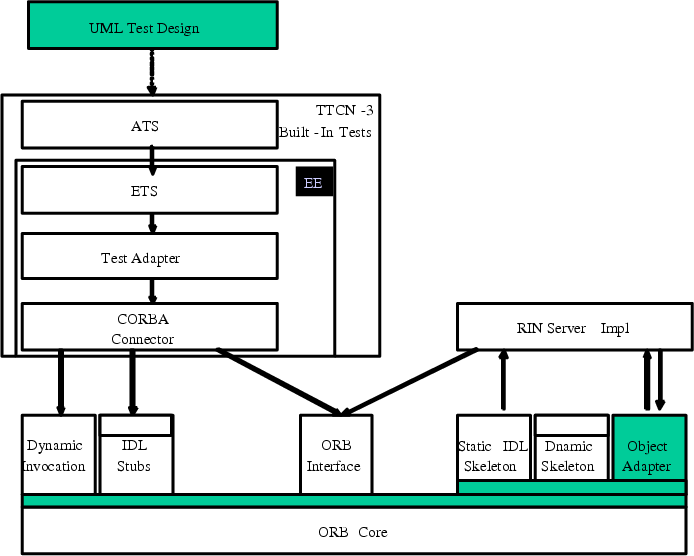 UML Test Design
TTCN -3
Built -In Tests
ATS
EE
ETS
Test Adapter
CORBA
Connector
RIN Server Impl
Dynamic
Invocation
IDL
Stubs
ORB
Interface
Static IDL
Skeleton
Dnamic
Skeleton
Object
Adapter
ORB Core